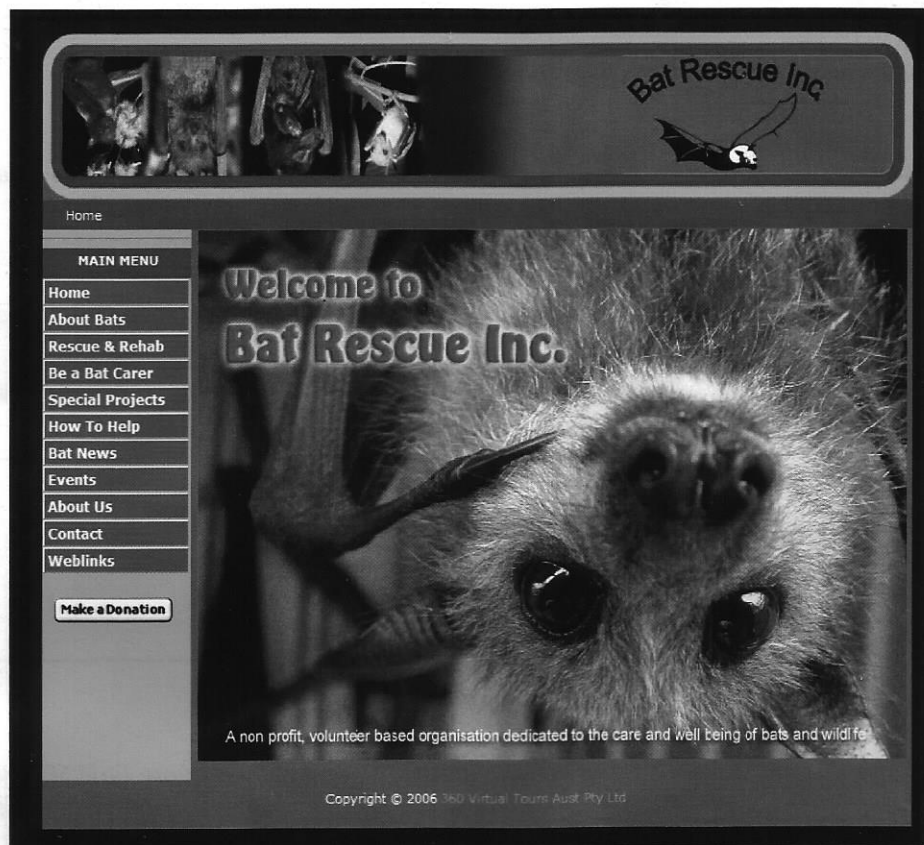 Bat Rescue Inc
Home
MAIN MENU
Home
About Bats
Rescue & Rehab
Be a Bat Carer
Special Projects
How To Help
Bat News
Events
About Us
Contact
Weblinks
Make a Donation
Welcome to
Bat Rescue Inc.
A non profit, volunteer based organisation dedicated to the care and well being of bats and wildlife
Copyright © 2006 360 Virtual Tours Aust Pty Ltd